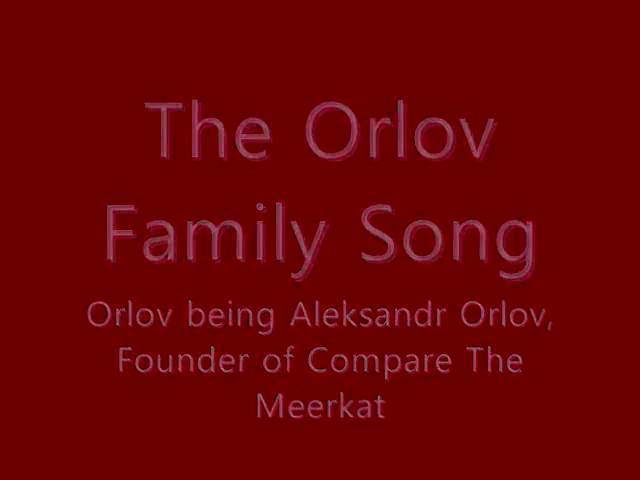 The Orlov
Family Song
Orlov being Aleksandr Orlov,
Founder of Compare The
Meerkat